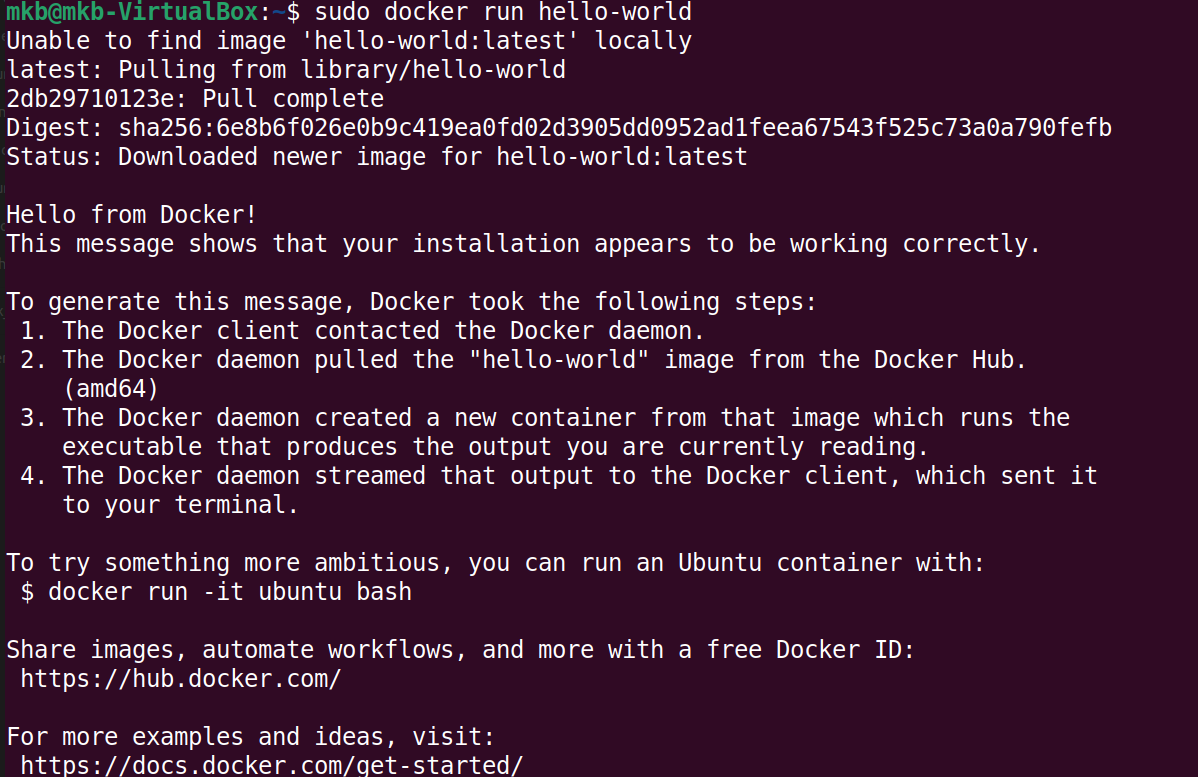 mkb@mkb-VirtualBox:~$ sudo docker run hello-world
Unable to find image 'hello-world:latest' locally
latest: Pulling from library/hello-world
2db29710123e: Pull complete
Digest: sha256:6e8b6f026e0b9c419ea0fd02d3905dd0952ad1feea67543f525c73a0a790fefb
Status: Downloaded newer image for hello-world:latest

Hello from Docker!
This message shows that your installation appears to be working correctly.

To generate this message, Docker took the following steps:
 1. The Docker client contacted the Docker daemon.
 2. The Docker daemon pulled the "hello-world" image from the Docker Hub.
    (amd64)
 3. The Docker daemon created a new container from that image which runs the
    executable that produces the output you are currently reading.
 4. The Docker daemon streamed that output to the Docker client, which sent it
    to your terminal.

To try something more ambitious, you can run an Ubuntu container with:
 $ docker run -it ubuntu bash

Share images, automate workflows, and more with a free Docker ID:
 https://hub.docker.com/

For more examples and ideas, visit:
 https://docs.docker.com/get-started/